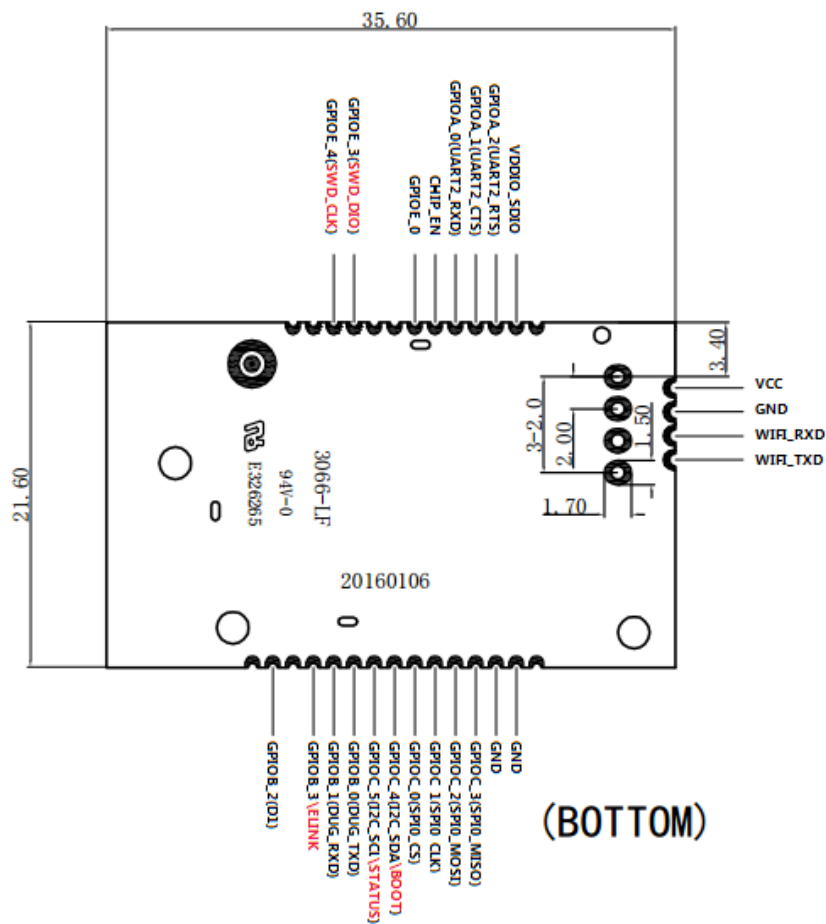 35.60
GPIOE_4(SWD_CLK)
GPIOE_3(SWD_DIO)
GPIOE_0
CHIP_EN
GPIOA_0(UART2_RXD)
GPIOA_1(UART2_CTS)
GPIOA_2(UART2_RTS)
VDDIO_SDIO
3.40
VCC
GND
WIFI_RXD
WIFI_TXD
3-2.0
2.00
1.50
1.70
21.60
E326265
94V-0
3066-LF
20160106
GPIOB_2(D1)
GPIOB_3\ELINK
GPIOB_1(DUG_RXD)
GPIOB_0(DUG_TXD)
GPIOC_5(I2C_SCL\STATUS)
GPIOC_4(I2C_SDA\BOOT)
GPIOC_0(SPI0_CS)
GPIOC_1(SPI0_CLK)
GPIOC_2(SPI0_MOSI)
GPIOC_3(SPI0_MISO)
GND
GND
(BOTTOM)